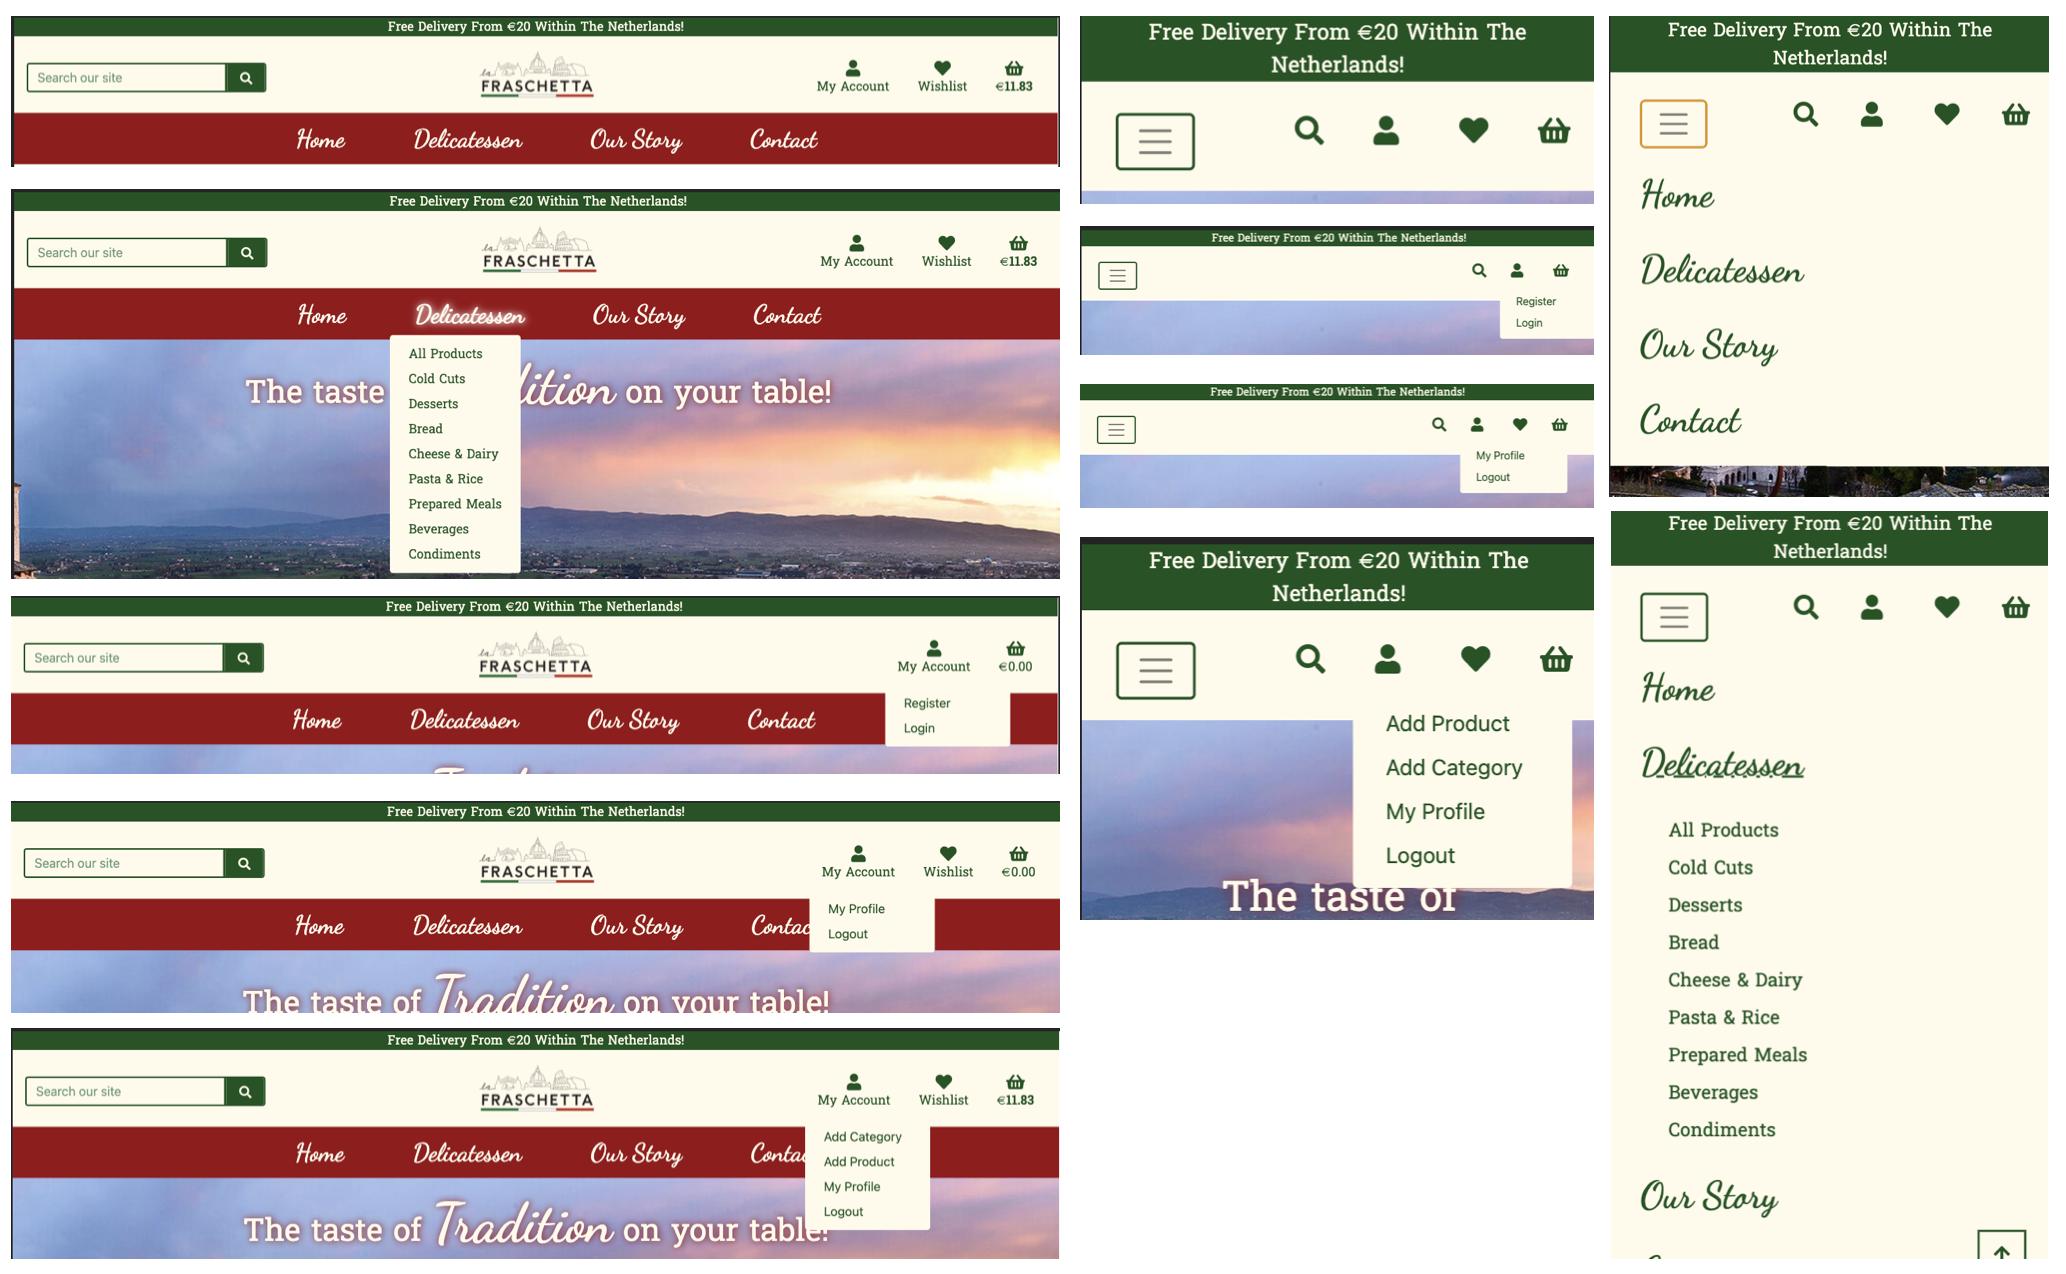 Free Delivery From €20 Within The Netherlands!
Search our site
la
FRASCHETTA
My Account Wishlist €11.83
Home Delicatessen Our Story Contact
Free Delivery From €20 Within The Netherlands!
Search our site
la
FRASCHETTA
My Account Wishlist €11.83
Home Delicatessen Our Story Contact
All Products
Cold Cuts
Desserts
Bread
Cheese & Dairy
Pasta & Rice
Prepared Meals
Beverages
Condiments
The taste dition on your table!
Free Delivery From €20 Within The Netherlands!
Search our site
la
FRASCHETTA
My Account €0.00
Register
Login
Home Delicatessen Our Story Contact
Free Delivery From €20 Within The Netherlands!
Search our site
la
FRASCHETTA
My Account Wishlist €0.00
My Profile
Logout
Home Delicatessen Our Story Contac
The taste of Tradition on your table!
Free Delivery From €20 Within The Netherlands!
Search our site
la
FRASCHETTA
My Account Wishlist €11.83
Add Category
Add Product
My Profile
Logout
Home Delicatessen Our Story Conta
The taste of Tradition on your table!
Free Delivery From €20 Within The
Netherlands!
Free Delivery From €20 Within The Netherlands!
Register
Login
Free Delivery From €20 Within The Netherlands!
My Profile
Logout
Free Delivery From €20 Within The
Netherlands!
Add Product
Add Category
My Profile
Logout
The taste of
Free Delivery From €20 Within The
Netherlands!
Home
Delicatessen
Our Story
Contact
Free Delivery From €20 Within The
Netherlands!
Home
Delicatessen
All Products
Cold Cuts
Desserts
Bread
Cheese & Dairy
Pasta & Rice
Prepared Meals
Beverages
Condiments
Our Story